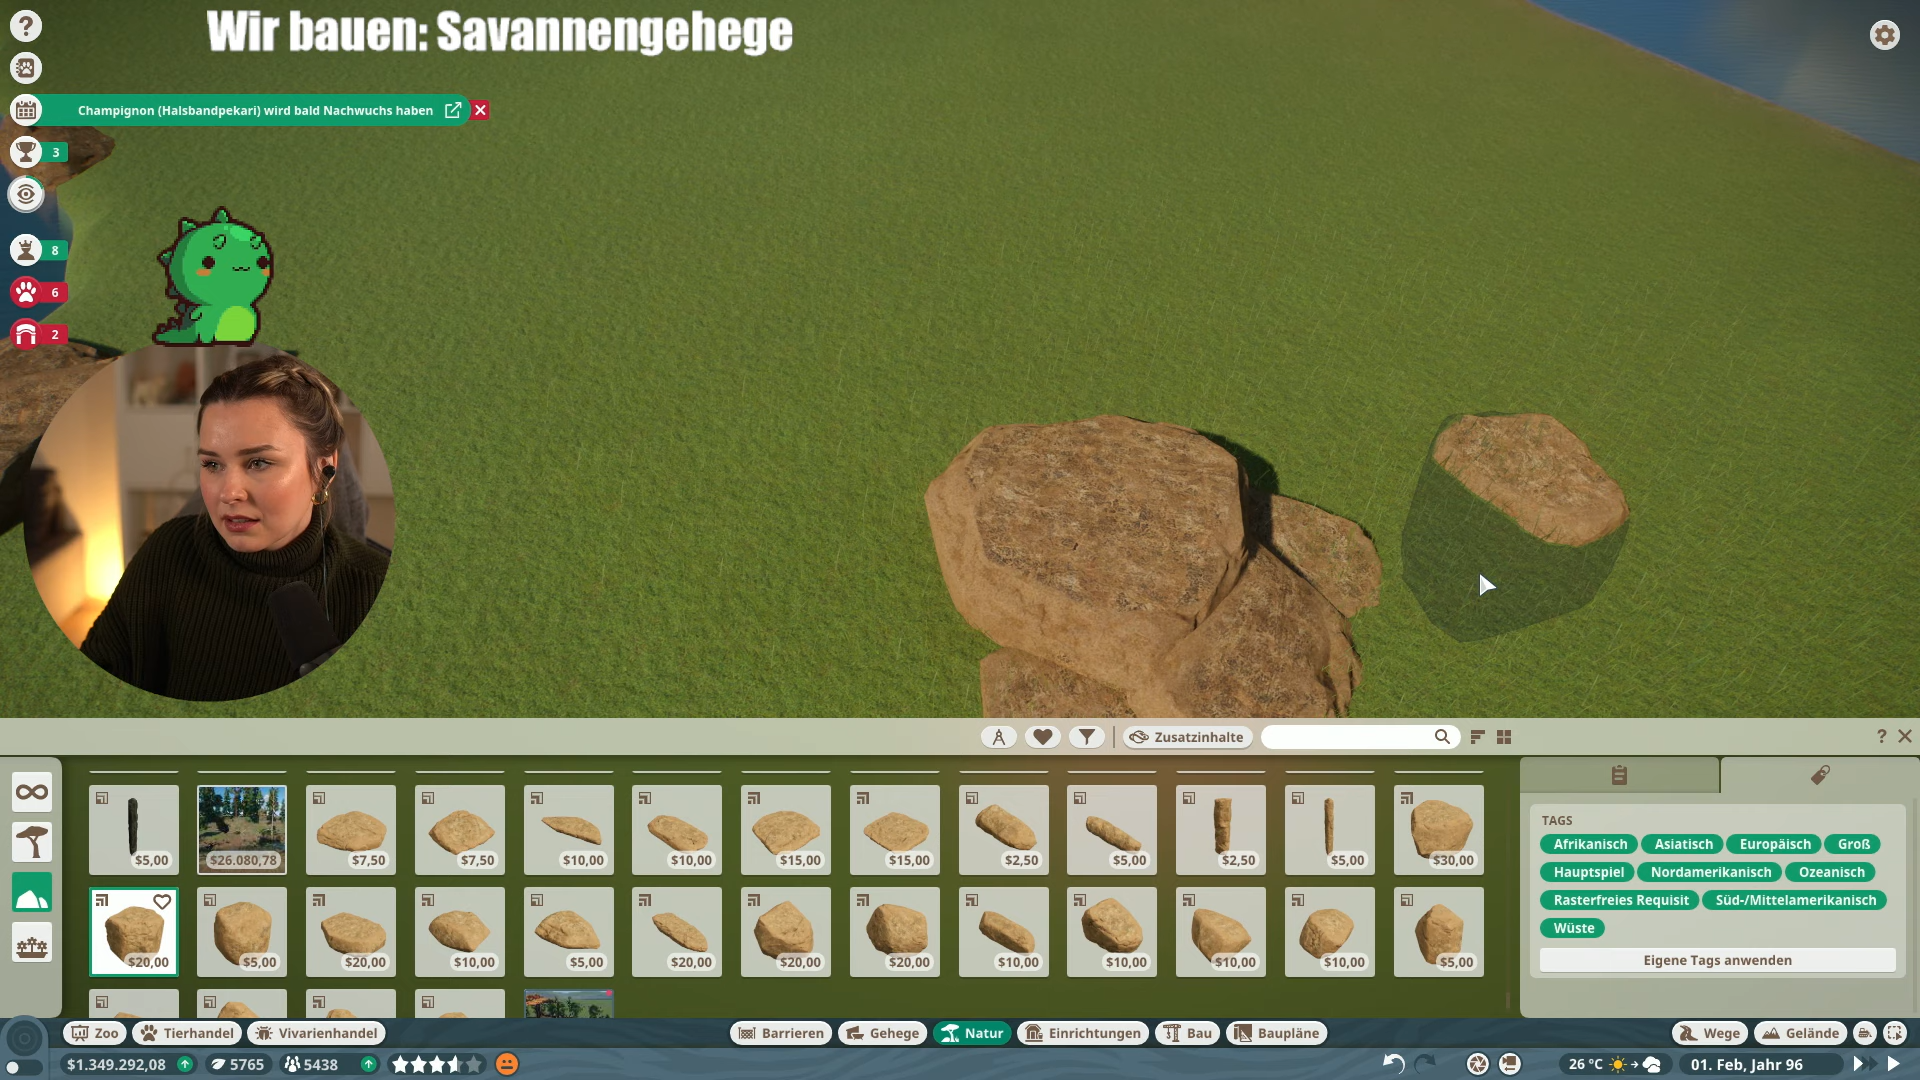 Wir bauen: Savannengehege
Champignon (Halsbandpekari) wird bald Nachwuchs haben
3
8
6
2
Zusatzinhalte
?
$5,00 $26.080,78 $7,50 $7,50 $10,00 $10,00 $15,00 $15,00 $2,50 $5,00 $2,50 $5,00 $30,00
$20,00 $5,00 $20,00 $10,00 $5,00 $20,00 $20,00 $20,00 $10,00 $10,00 $10,00 $10,00 $5,00
TAGS
Afrikanisch Asiatisch Europäisch Groß
Hauptspiel Nordamerikanisch Ozeanisch
Rasterfreies Requisit Süd-/Mittelamerikanisch
Wüste
Eigene Tags anwenden
Zoo Tierhandel Vivarienhandel Barrieren Gehege Natur Einrichtungen Bau Baupläne Wege Gelände
$1.349.292,08 5765 5438 26 °C 01. Feb, Jahr 96